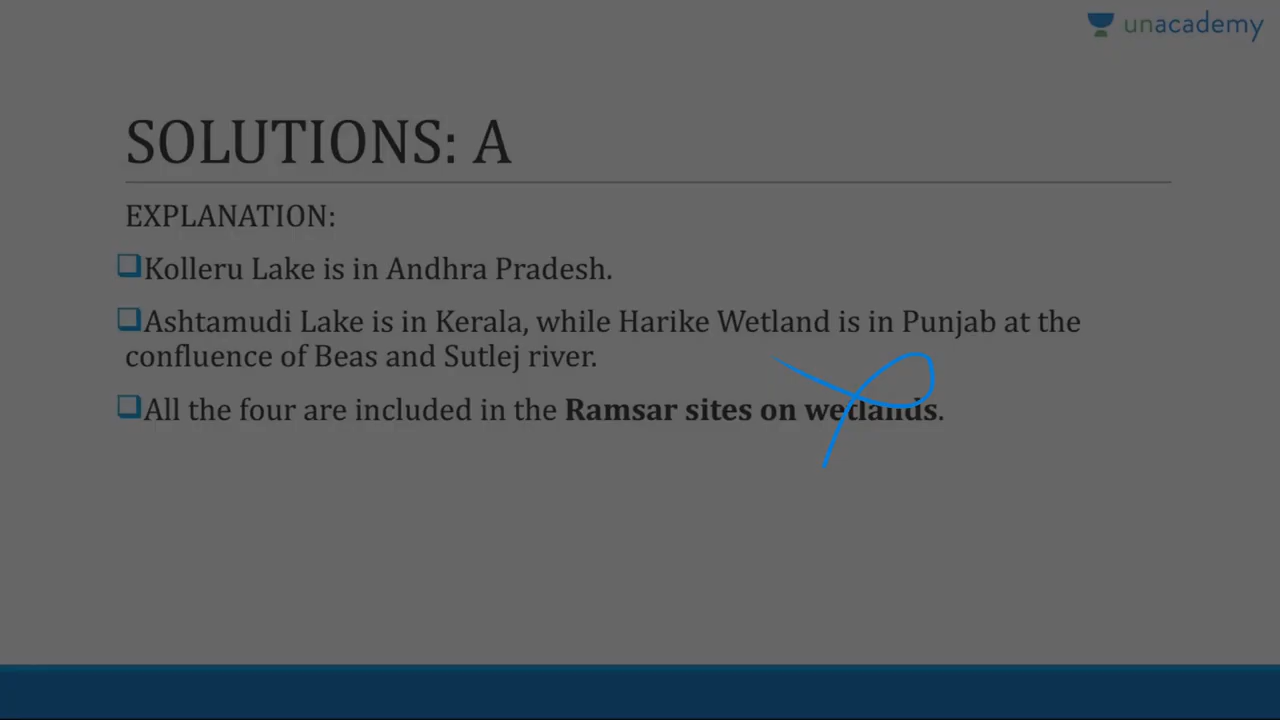 unacademy
SOLUTIONS: A
EXPLANATION:
Kolleru Lake is in Andhra Pradesh.
Ashtamudi Lake is in Kerala, while Harike Wetland is in Punjab at the
confluence of Beas and Sutlej river.
All the four are included in the Ramsar sites on wetlands.